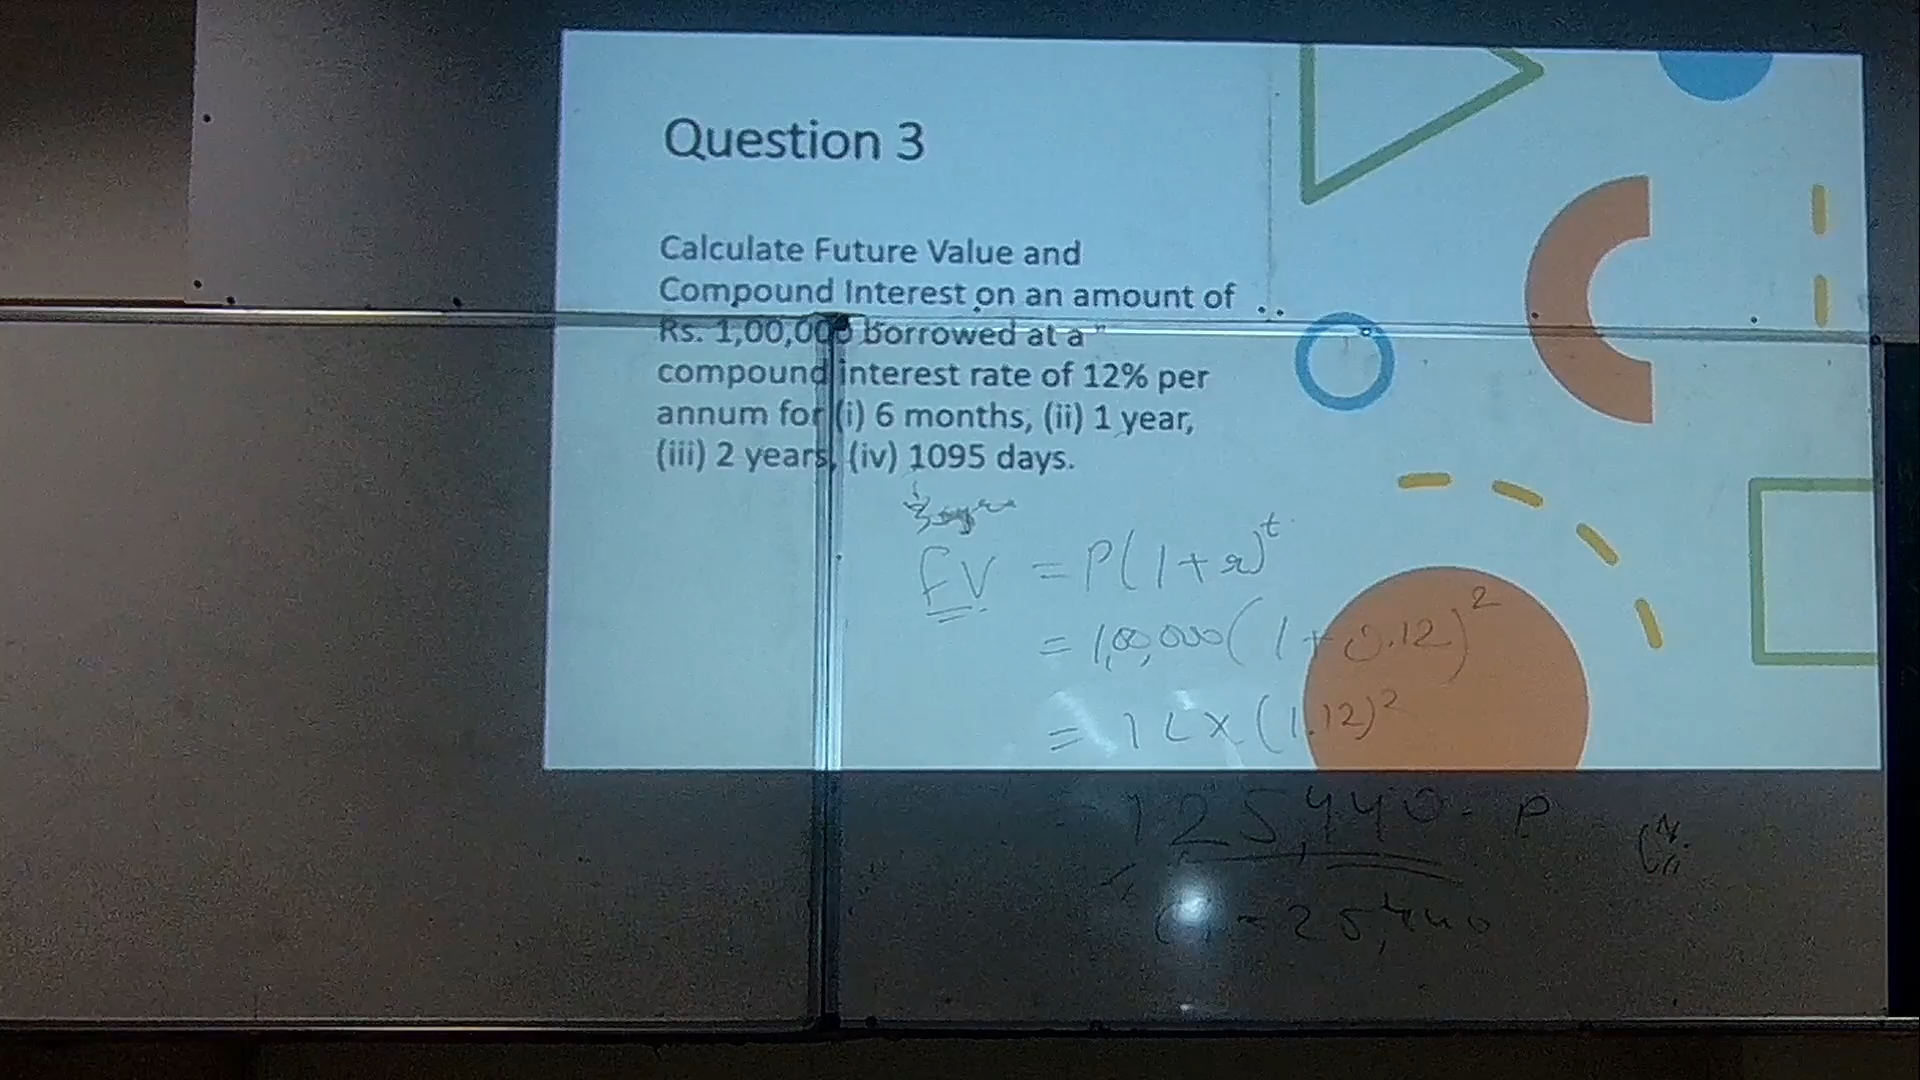 Question 3
Calculate Future Value and
Compound Interest on an amount of
Rs. 1,00,000 borrowed at a
compound interest rate of 12% per
annum for (i) 6 months, (ii) 1 year,
(iii) 2 years, (iv) 1095 days.
FV = P(1+r)^t
= 1,00,000(1+0.12)^2
= 1L×(1.12)^2
= 125,440 - P
= 25,440